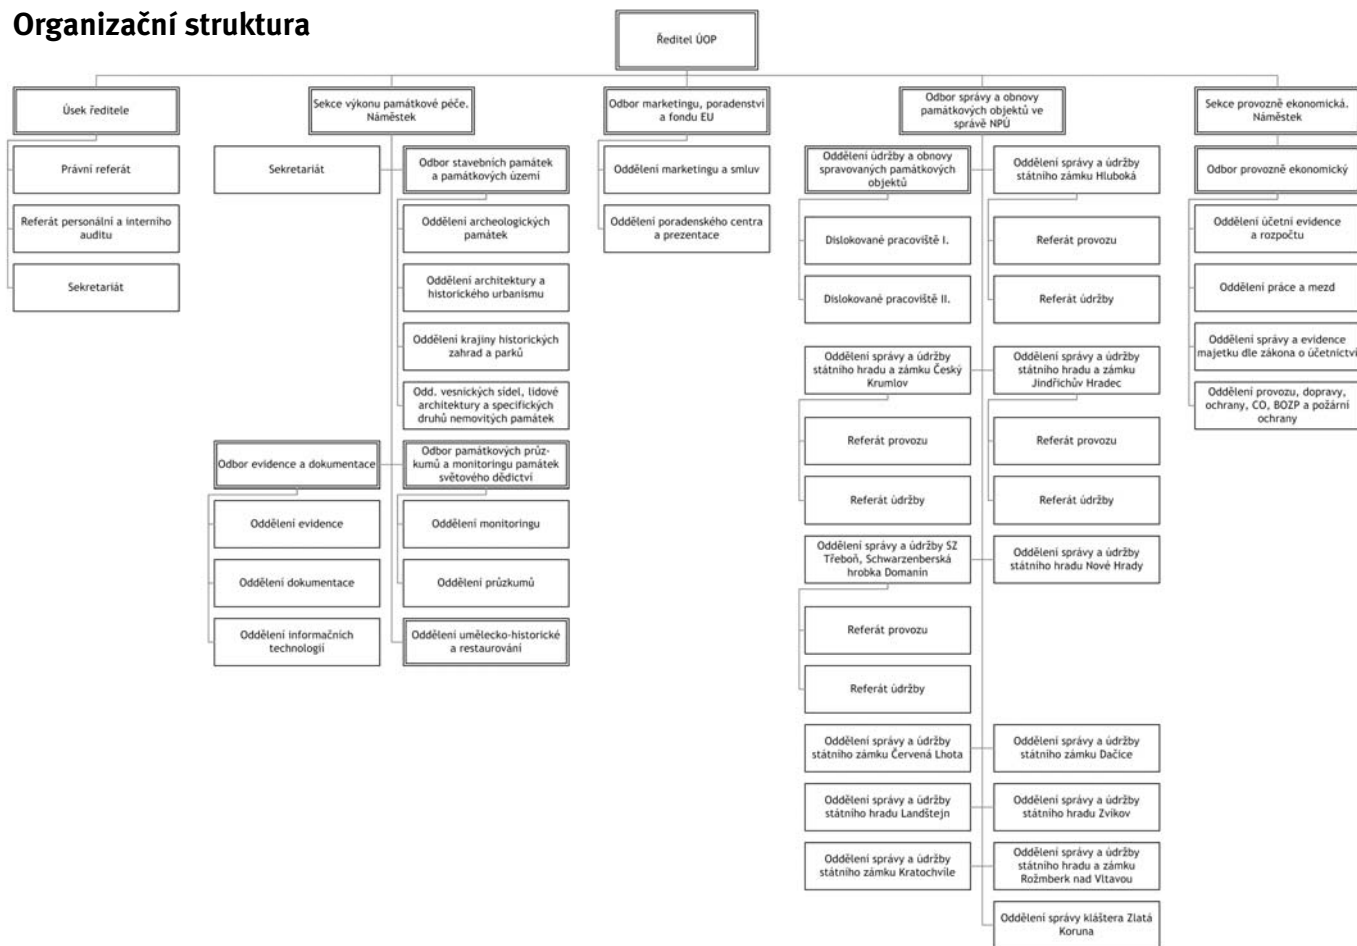 Organizační struktura
Ředitel ÚOP
Úsek ředitele
Právní referát
Referát personální a interního
auditu
Sekretariát
Sekce výkonu památkové péče.
Náměstek
Sekretariát
Odbor stavebních památek
a památkových území
Oddělení archeologických
památek
Oddělení architektury a
historického urbanismu
Oddělení krajiny historických
zahrad a parků
Odd. vesnických sídel, lidové
architektury a specifických
druhů nemovitých památek
Odbor evidence a dokumentace
Oddělení evidence
Oddělení dokumentace
Oddělení informačních
technologií
Odbor památkových průz-
kumů a monitoringu památek
světového dědictví
Oddělení monitoringu
Oddělení průzkumů
Oddělení umělecko-historické
a restaurování
Odbor marketingu, poradenství
a fondu EU
Oddělení marketingu a smluv
Oddělení poradenského centra
a prezentace
Odbor správy a obnovy
památkových objektů ve
správě NPÚ
Oddělení údržby a obnovy
spravovaných památkových
objektů
Dislokované pracoviště I.
Dislokované pracoviště II.
Oddělení správy a údržby
státního zámku Hluboká
Referát provozu
Referát údržby
Oddělení správy a údržby
státního hradu a zámku Český
Krumlov
Referát provozu
Referát údržby
Oddělení správy a údržby
státního hradu a zámku
Jindřichův Hradec
Referát provozu
Referát údržby
Oddělení správy a údržby SZ
Třeboň, Schwarzenberská
hrobka Domanín
Referát provozu
Referát údržby
Oddělení správy a údržby
státního hradu Nové Hrady
Oddělení správy a údržby
státního zámku Červená Lhota
Oddělení správy a údržby
státního zámku Dačice
Oddělení správy a údržby
státního hradu Landštejn
Oddělení správy a údržby
státního hradu Zvíkov
Oddělení správy a údržby
státního zámku Kratochvíle
Oddělení správy a údržby
státního hradu a zámku
Rožmberk nad Vltavou
Oddělení správy kláštera Zlatá
Koruna
Sekce provozně ekonomická.
Náměstek
Odbor provozně ekonomický
Oddělení účetní evidence
a rozpočtu
Oddělení práce a mezd
Oddělení správy a evidence
majetku dle zákona o účetnictví
Oddělení provozu, dopravy,
ochrany, CO, BOZP a požární
ochrany